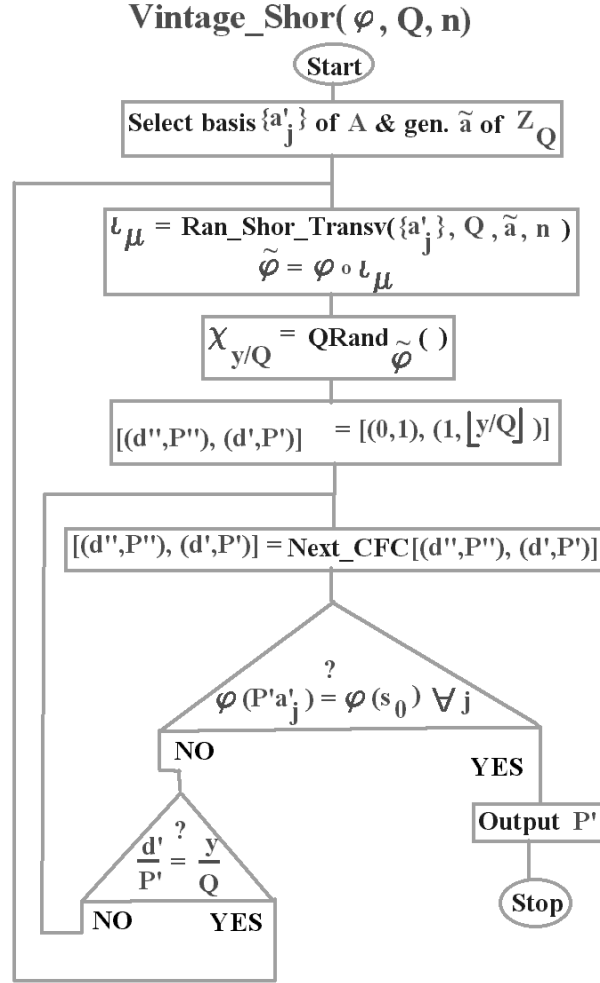 Vintage_Shor( φ, Q, n)
Start
Select basis {a'j} of A & gen. ã of ZQ
ιμ = Ran_Shor_Transv({a'j}, Q , ã, n )
φ̃ = φ ∘ ιμ
χy/Q = QRandφ̃ ( )
[(d'',P''), (d',P')] = [(0,1), (1,⌊y/Q⌋ )]
[(d'',P''), (d',P')] = Next_CFC[(d'',P''), (d',P')]
?
φ (P'a'j ) = φ (s0 ) ∀ j
NO
YES
Output P'
Stop
?
d'/P' = y/Q
NO YES